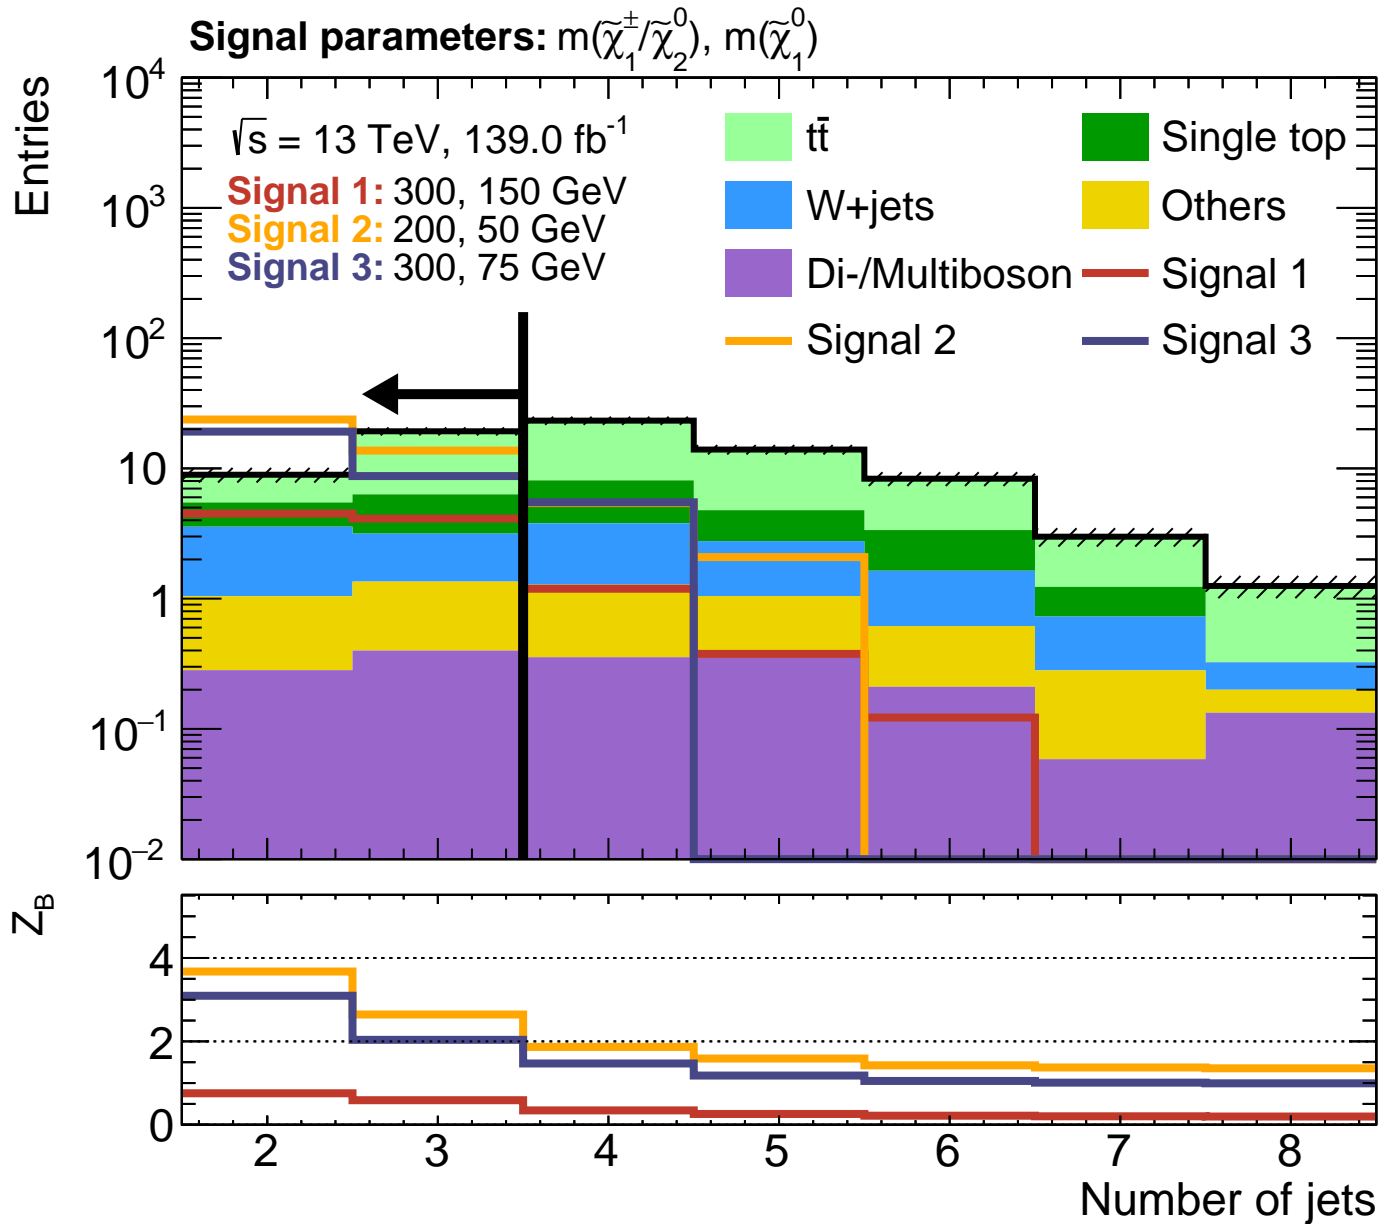 Signal parameters: m(χ̃₁±/χ̃₂⁰), m(χ̃₁⁰)
Entries
10⁴
10³
10²
10
1
10⁻¹
10⁻²
√s = 13 TeV, 139.0 fb⁻¹
Signal 1: 300, 150 GeV
Signal 2: 200, 50 GeV
Signal 3: 300, 75 GeV
tt̄
Single top
W+jets
Others
Di-/Multiboson
Signal 1
Signal 2
Signal 3
Z_B
4
2
0
2 3 4 5 6 7 8
Number of jets